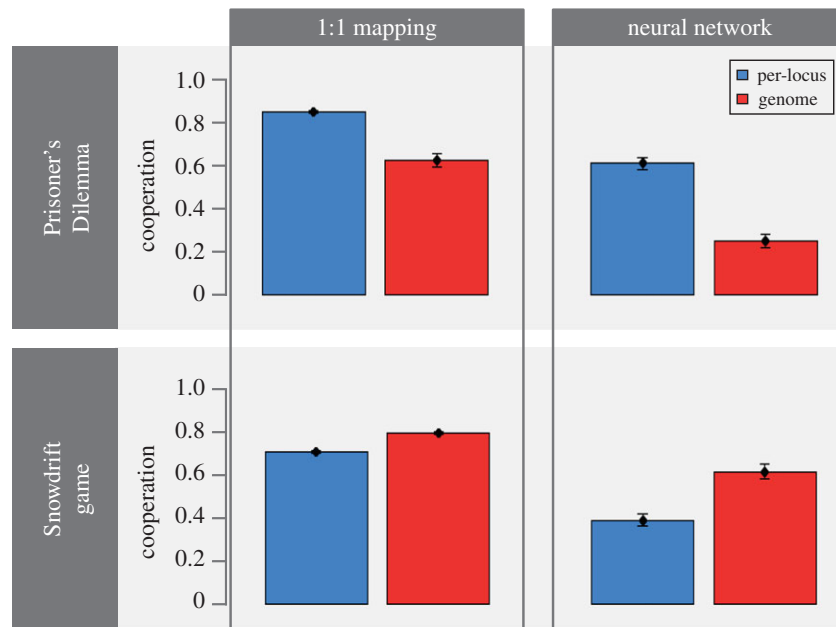 1:1 mapping
neural network
per-locus
genome
Prisoner's
Dilemma
cooperation
1.0
0.8
0.6
0.4
0.2
0
Snowdrift
game
cooperation
1.0
0.8
0.6
0.4
0.2
0